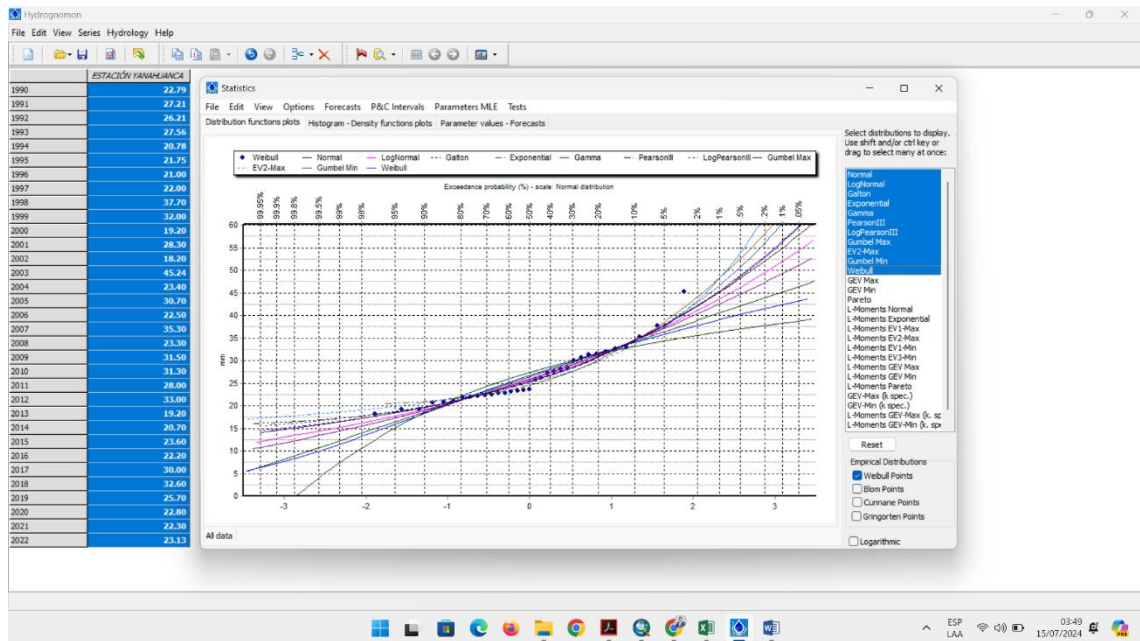 Hydrognomon
File Edit View Series Hydrology Help
ESTACIÓN YANAHUANCA
1990 22.79
1991 27.21
1992 26.21
1993 27.56
1994 20.78
1995 21.75
1996 21.00
1997 22.00
1998 37.70
1999 32.00
2000 19.20
2001 28.30
2002 18.20
2003 45.24
2004 23.40
2005 30.70
2006 22.50
2007 35.30
2008 23.30
2009 31.50
2010 31.30
2011 28.00
2012 33.00
2013 19.20
2014 20.70
2015 23.60
2016 22.20
2017 30.00
2018 32.60
2019 25.70
2020 22.80
2021 22.30
2022 23.13
Statistics
File Edit View Options Forecasts P&C Intervals Parameters MLE Tests
Distribution functions plots Histogram - Density functions plots Parameter values - Forecasts
Weibull Normal LogNormal Galton Exponential Gamma PearsonIII LogPearsonIII Gumbel Max
EV2-Max Gumbel Min Weibull
Exceedance probability (%) - scale: Normal distribution
99.95% 99.9% 99.8% 99.5% 99% 98% 95% 90% 80% 70% 60% 50% 40% 30% 20% 10% 5% 2% 1% .5% .2% .1% .05%
60
55
50
45
40
35
30
25
20
15
10
5
0
mm
-3 -2 -1 0 1 2 3
All data
Select distributions to display.
Use shift and/or ctrl key or
drag to select many at once:
Normal
LogNormal
Galton
Exponential
Gamma
PearsonIII
LogPearsonIII
Gumbel Max
EV2-Max
Gumbel Min
Weibull
GEV Max
GEV Min
Pareto
L-Moments Normal
L-Moments Exponential
L-Moments EV1-Max
L-Moments EV2-Max
L-Moments EV1-Min
L-Moments EV3-Min
L-Moments GEV Max
L-Moments GEV Min
L-Moments Pareto
GEV-Max (k spec.)
GEV-Min (k spec.)
L-Moments GEV-Max (k. sp
L-Moments GEV-Min (k. spe
Reset
Empirical Distributions
Weibull Points
Blom Points
Cunnane Points
Gringorten Points
Logarithmic
ESP
LAA
03:49
15/07/2024